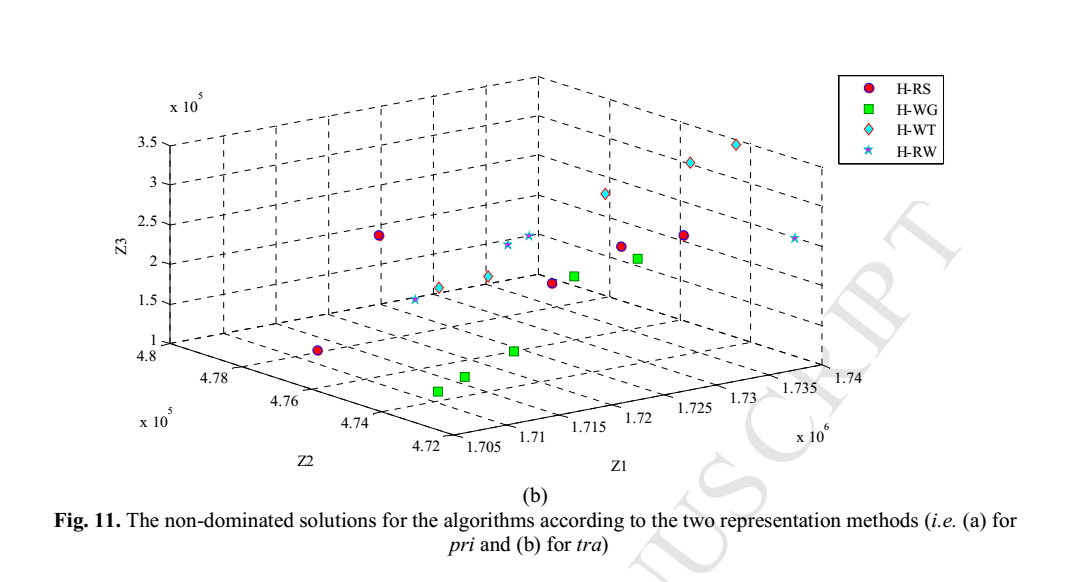 x 10^5
3.5
3
2.5
2
1.5
1
Z3
4.8
4.78
4.76
4.74
4.72
x 10^5
Z2
1.705
1.71
1.715
1.72
1.725
1.73
1.735
1.74
x 10^6
Z1
H-RS
H-WG
H-WT
H-RW
(b)
Fig. 11. The non-dominated solutions for the algorithms according to the two representation methods (i.e. (a) for
pri and (b) for tra)
USCRIPT